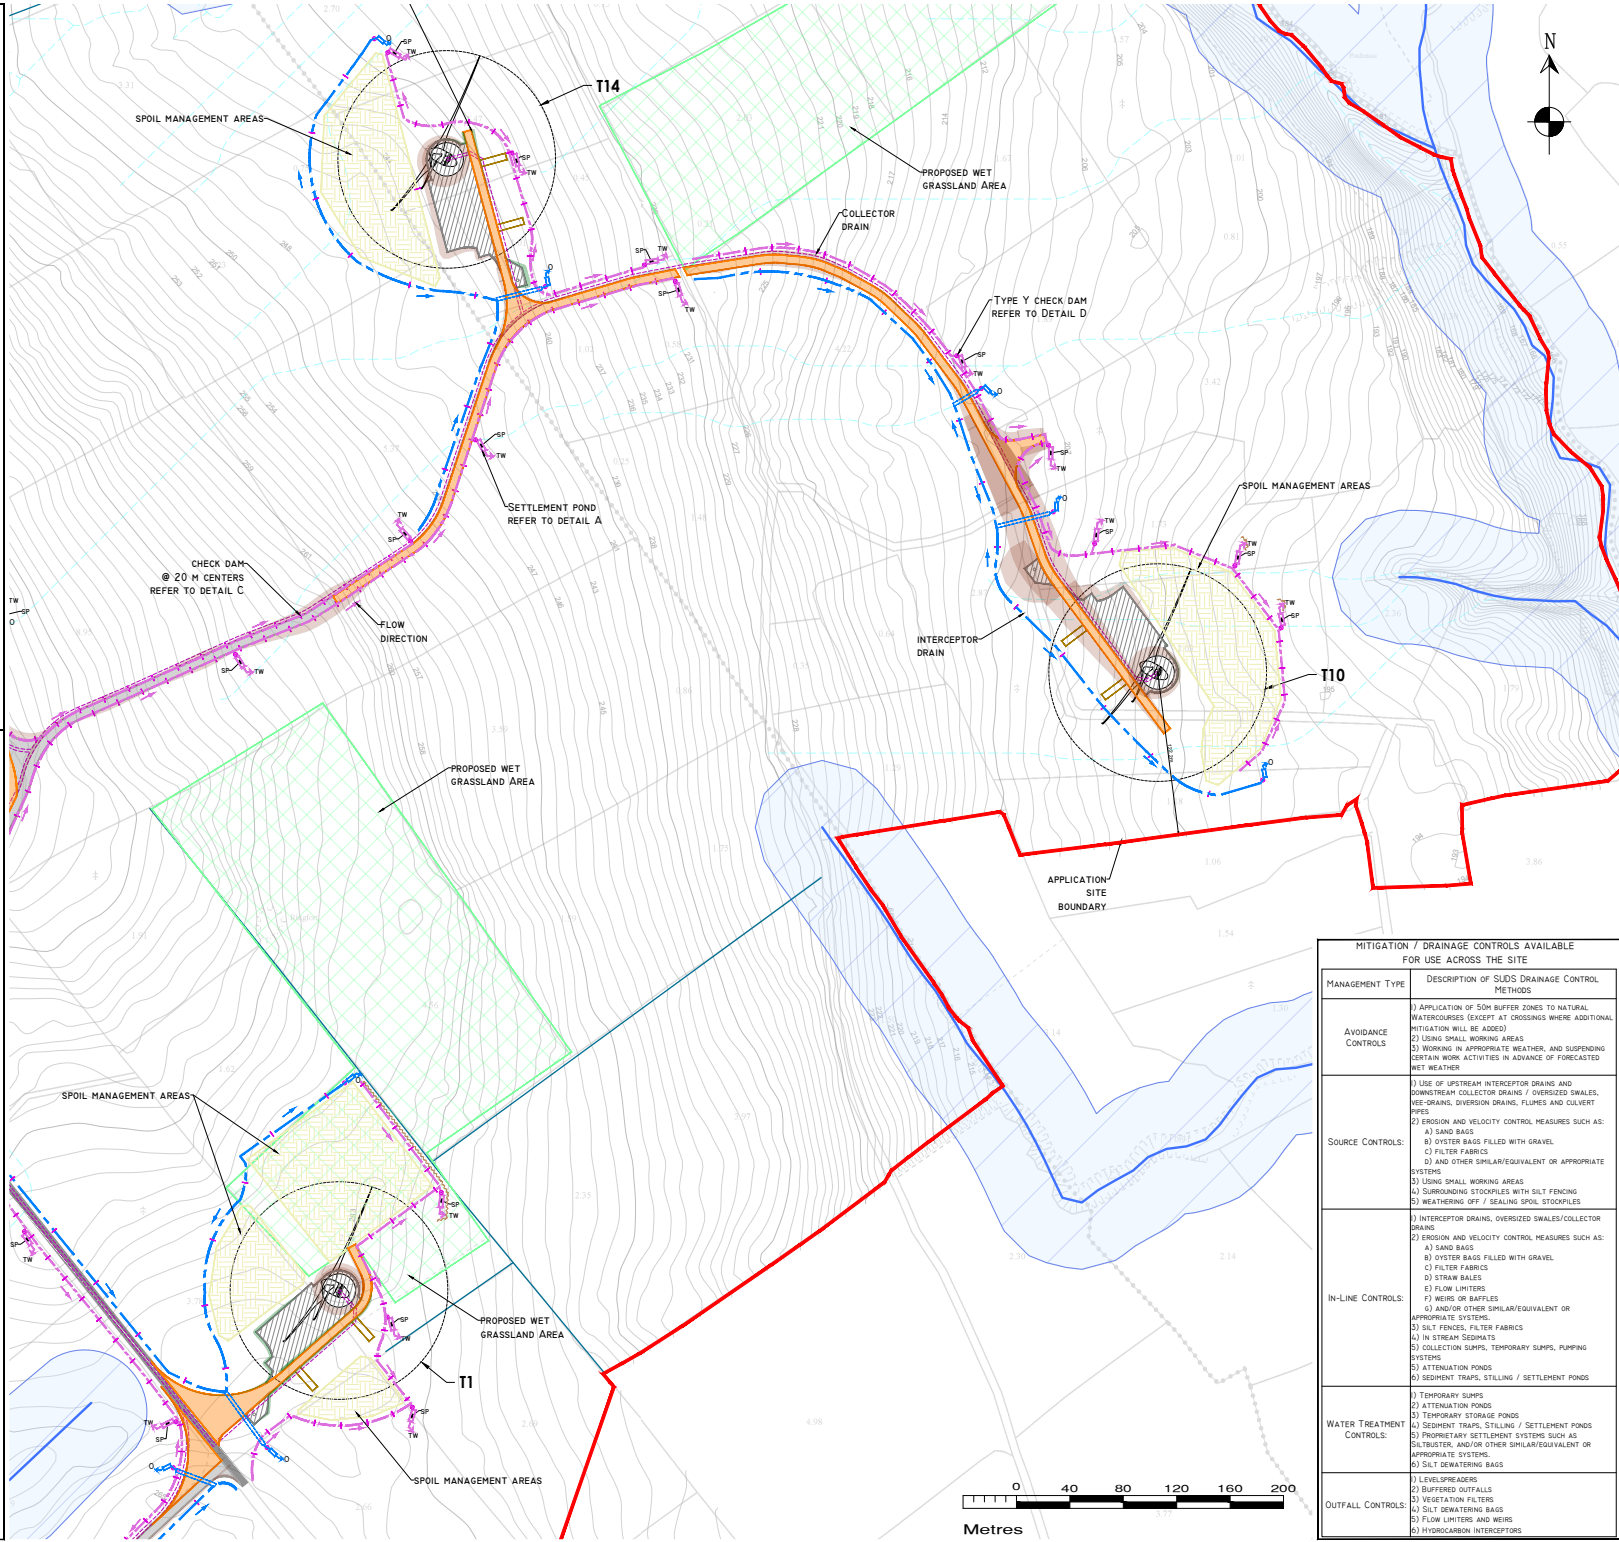 N
T14
SPOIL MANAGEMENT AREAS
PROPOSED WET
GRASSLAND AREA
COLLECTOR
DRAIN
TYPE Y CHECK DAM
REFER TO DETAIL D
SETTLEMENT POND
REFER TO DETAIL A
SPOIL MANAGEMENT AREAS
CHECK DAM
@ 20 M CENTERS
REFER TO DETAIL C
FLOW
DIRECTION
INTERCEPTOR
DRAIN
T10
PROPOSED WET
GRASSLAND AREA
APPLICATION
SITE
BOUNDARY
SPOIL MANAGEMENT AREAS
PROPOSED WET
GRASSLAND AREA
T1
SPOIL MANAGEMENT AREAS
0 40 80 120 160 200
Metres
MITIGATION / DRAINAGE CONTROLS AVAILABLE
FOR USE ACROSS THE SITE
MANAGEMENT TYPE
DESCRIPTION OF SUDS DRAINAGE CONTROL
METHODS
AVOIDANCE
CONTROLS
1) APPLICATION OF 50M BUFFER ZONES TO NATURAL
WATERCOURSES (EXCEPT AT CROSSINGS WHERE ADDITIONAL
MITIGATION WILL BE ADDED)
2) USING SMALL WORKING AREAS
3) WORKING IN APPROPRIATE WEATHER, AND SUSPENDING
CERTAIN WORK ACTIVITIES IN ADVANCE OF FORECASTED
WET WEATHER
SOURCE CONTROLS:
1) USE OF UPSTREAM INTERCEPTOR DRAINS AND
DOWNSTREAM COLLECTOR DRAINS / OVERSIZED SWALES,
VEE-DRAINS, DIVERSION DRAINS, FLUMES AND CULVERT
PIPES
2) EROSION AND VELOCITY CONTROL MEASURES SUCH AS:
A) SAND BAGS
B) OYSTER BAGS FILLED WITH GRAVEL
C) FILTER FABRICS
D) AND OTHER SIMILAR/EQUIVALENT OR APPROPRIATE
SYSTEMS
3) USING SMALL WORKING AREAS
4) SURROUNDING STOCKPILES WITH SILT FENCING
5) WEATHERING OFF / SEALING SPOIL STOCKPILES
IN-LINE CONTROLS:
1) INTERCEPTOR DRAINS, OVERSIZED SWALES/COLLECTOR
DRAINS
2) EROSION AND VELOCITY CONTROL MEASURES SUCH AS:
A) SAND BAGS
B) OYSTER BAGS FILLED WITH GRAVEL
C) FILTER FABRICS
D) STRAW BALES
E) FLOW LIMITERS
F) WEIRS OR BAFFLES
G) AND/OR OTHER SIMILAR/EQUIVALENT OR
APPROPRIATE SYSTEMS.
3) SILT FENCES, FILTER FABRICS
4) IN STREAM SEDIMATS
5) COLLECTION SUMPS, TEMPORARY SUMPS, PUMPING
SYSTEMS
5) ATTENUATION PONDS
6) SEDIMENT TRAPS, STILLING / SETTLEMENT PONDS
WATER TREATMENT
CONTROLS:
1) TEMPORARY SUMPS
2) ATTENUATION PONDS
3) TEMPORARY STORAGE PONDS
4) SEDIMENT TRAPS, STILLING / SETTLEMENT PONDS
5) PROPRIETARY SETTLEMENT SYSTEMS SUCH AS
SILTBUSTER, AND/OR OTHER SIMILAR/EQUIVALENT OR
APPROPRIATE SYSTEMS.
6) SILT DEWATERING BAGS
OUTFALL CONTROLS:
1) LEVELSPREADERS
2) BUFFERED OUTFALLS
3) VEGETATION FILTERS
4) SILT DEWATERING BAGS
5) FLOW LIMITERS AND WEIRS
6) HYDROCARBON INTERCEPTORS